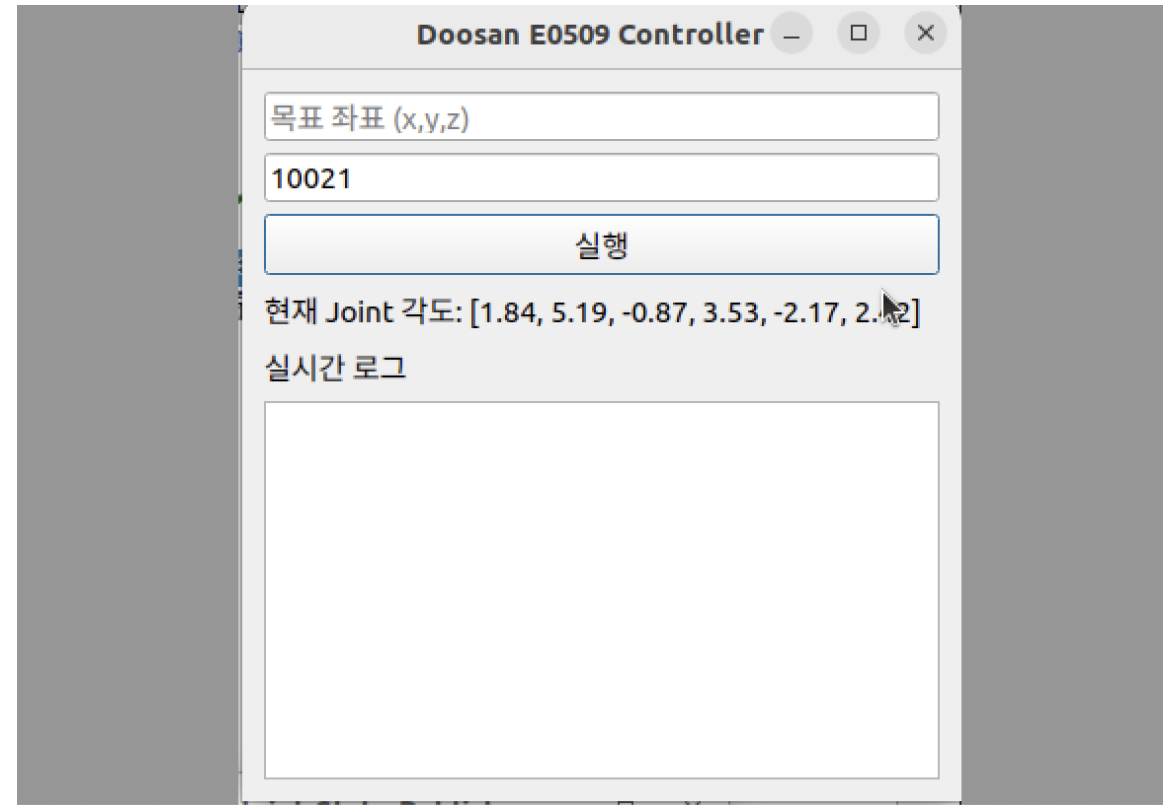 Doosan E0509 Controller
목표 좌표 (x,y,z)
10021
실행
현재 Joint 각도: [1.84, 5.19, -0.87, 3.53, -2.17,
실시간 로그